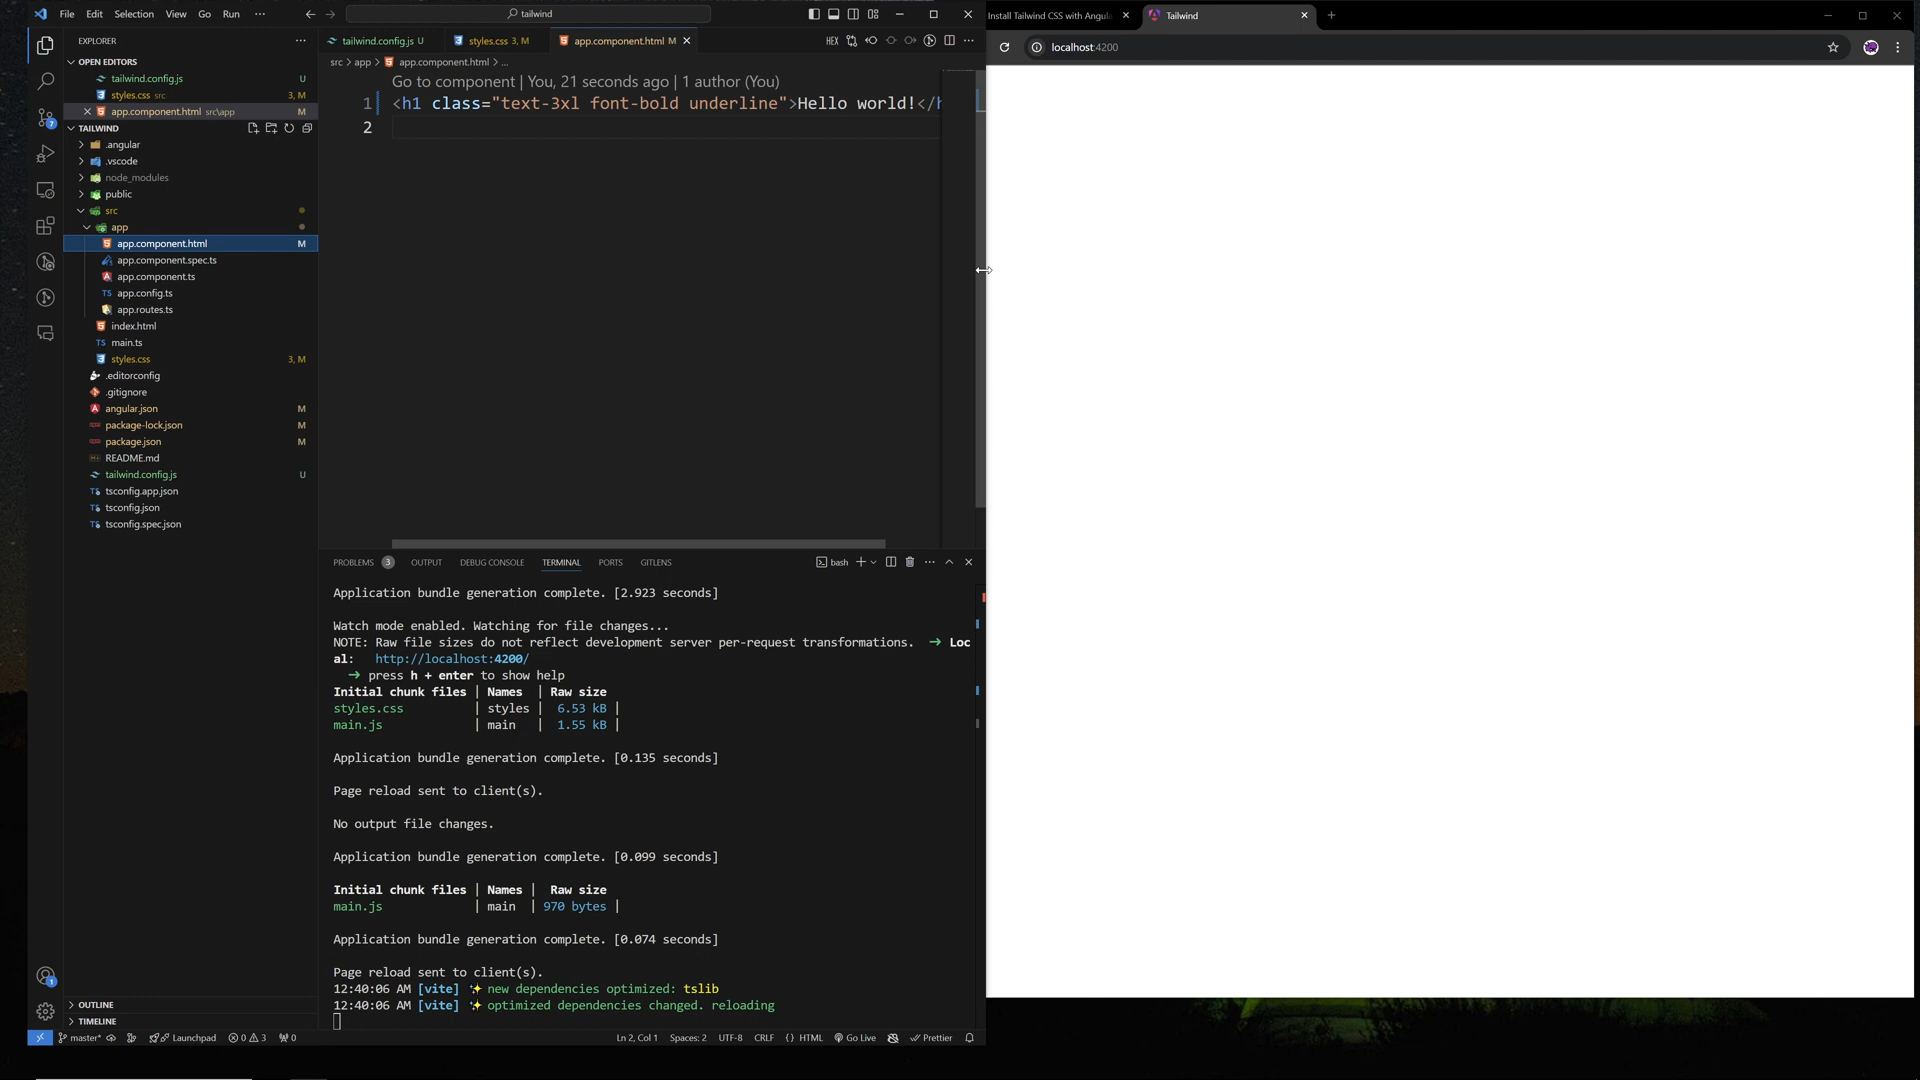 File Edit Selection View Go Run ···
tailwind
Install Tailwind CSS with Angula
Tailwind
localhost:4200
EXPLORER
OPEN EDITORS
tailwind.config.js U
styles.css src 3, M
app.component.html src\app M
TAILWIND
.angular
.vscode
node_modules
public
src
app
app.component.html M
app.component.spec.ts
app.component.ts
TS app.config.ts
app.routes.ts
index.html
TS main.ts
styles.css 3, M
.editorconfig
.gitignore
angular.json M
package-lock.json M
package.json M
README.md
tailwind.config.js U
TS tsconfig.app.json
TS tsconfig.json
TS tsconfig.spec.json
OUTLINE
TIMELINE
7
1
tailwind.config.js U
styles.css 3, M
app.component.html M
HEX
src > app > app.component.html > ...
Go to component | You, 21 seconds ago | 1 author (You)
1 <h1 class="text-3xl font-bold underline">Hello world!</h
2
PROBLEMS 3 OUTPUT DEBUG CONSOLE TERMINAL PORTS GITLENS
bash
Application bundle generation complete. [2.923 seconds]
Watch mode enabled. Watching for file changes...
NOTE: Raw file sizes do not reflect development server per-request transformations. ➜ Loc
al: http://localhost:4200/
➜ press h + enter to show help
Initial chunk files | Names | Raw size
styles.css | styles | 6.53 kB |
main.js | main | 1.55 kB |
Application bundle generation complete. [0.135 seconds]
Page reload sent to client(s).
No output file changes.
Application bundle generation complete. [0.099 seconds]
Initial chunk files | Names | Raw size
main.js | main | 970 bytes |
Application bundle generation complete. [0.074 seconds]
Page reload sent to client(s).
12:40:06 AM [vite] ✨ new dependencies optimized: tslib
12:40:06 AM [vite] ✨ optimized dependencies changed. reloading
master* Launchpad 0 3 0
Ln 2, Col 1 Spaces: 2 UTF-8 CRLF {} HTML Go Live Prettier